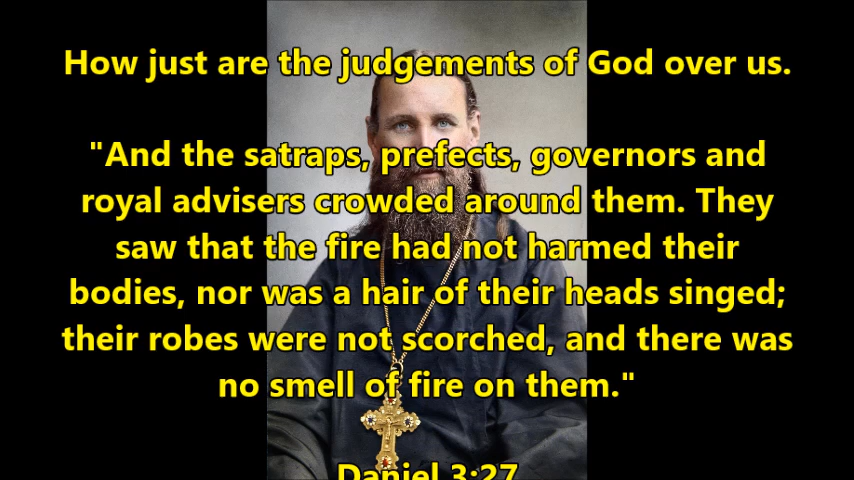 How just are the judgements of God over us.
"And the satraps, prefects, governors and
royal advisers crowded around them. They
saw that the fire had not harmed their
bodies, nor was a hair of their heads singed;
their robes were not scorched, and there was
no smell of fire on them."
Daniel 3:27